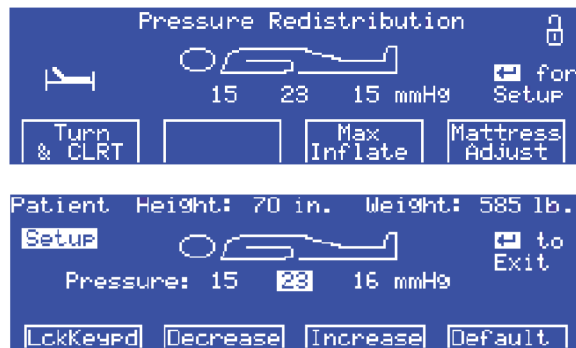 Pressure Redistribution
for
15 23 15 mmHg Setup
Turn & CLRT
Max Inflate
Mattress Adjust
Patient Height: 70 in. Weight: 585 lb.
Setup to
Exit
Pressure: 15 23 16 mmHg
LckKeypd Decrease Increase Default